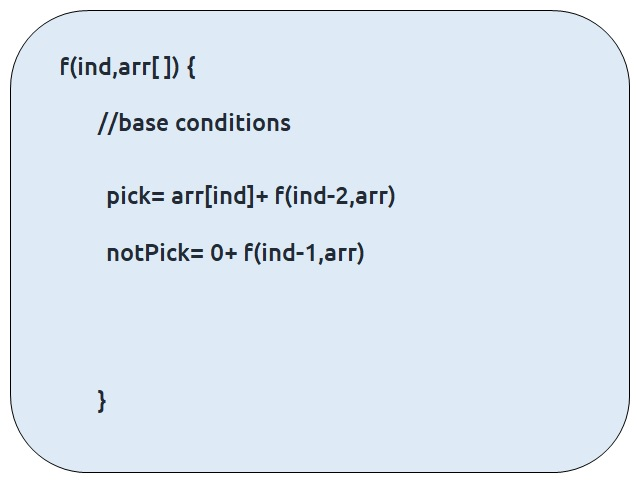 f(ind,arr[ ]) {
//base conditions
pick= arr[ind]+ f(ind-2,arr)
notPick= 0+ f(ind-1,arr)
}